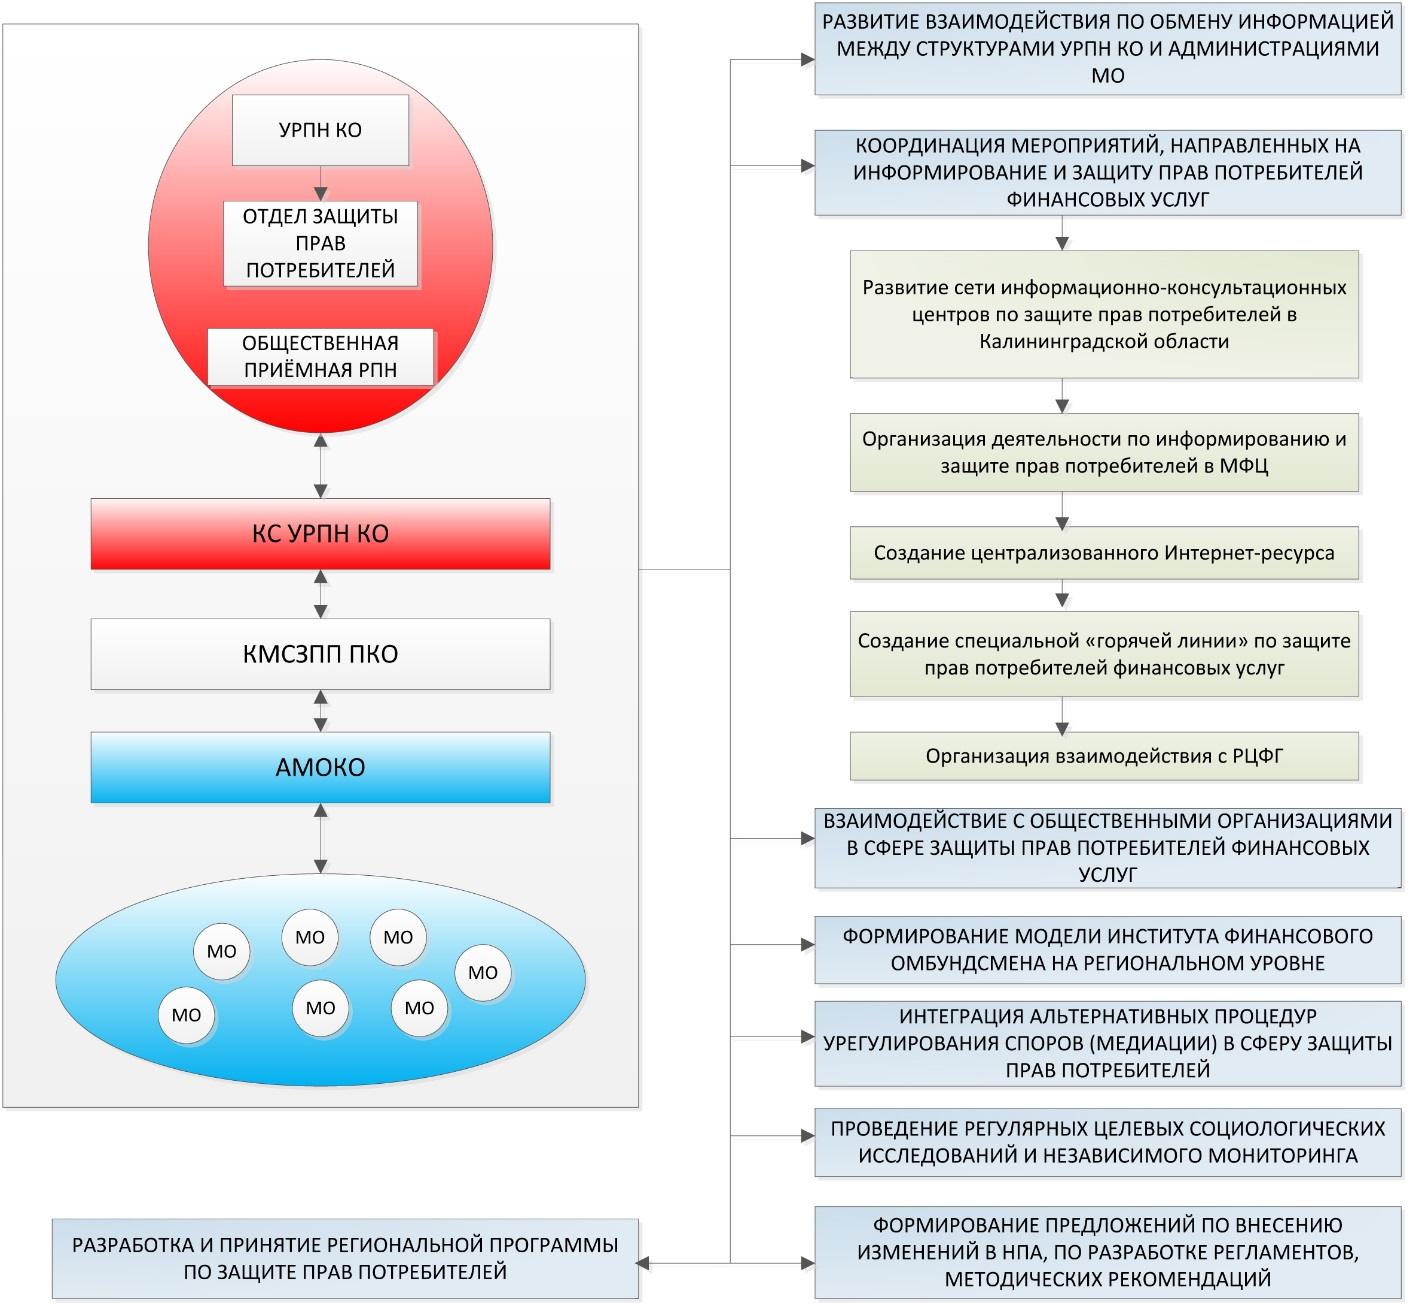 УРПН КО
ОТДЕЛ ЗАЩИТЫ
ПРАВ
ПОТРЕБИТЕЛЕЙ
ОБЩЕСТВЕННАЯ
ПРИЁМНАЯ РПН
КС УРПН КО
КМСЗПП ПКО
АМОКО
МО
МО
МО
МО
МО
МО
МО
РАЗРАБОТКА И ПРИНЯТИЕ РЕГИОНАЛЬНОЙ ПРОГРАММЫ
ПО ЗАЩИТЕ ПРАВ ПОТРЕБИТЕЛЕЙ
РАЗВИТИЕ ВЗАИМОДЕЙСТВИЯ ПО ОБМЕНУ ИНФОРМАЦИЕЙ
МЕЖДУ СТРУКТУРАМИ УРПН КО И АДМИНИСТРАЦИЯМИ
МО
КООРДИНАЦИЯ МЕРОПРИЯТИЙ, НАПРАВЛЕННЫХ НА
ИНФОРМИРОВАНИЕ И ЗАЩИТУ ПРАВ ПОТРЕБИТЕЛЕЙ
ФИНАНСОВЫХ УСЛУГ
Развитие сети информационно-консультационных
центров по защите прав потребителей в
Калининградской области
Организация деятельности по информированию и
защите прав потребителей в МФЦ
Создание централизованного Интернет-ресурса
Создание специальной «горячей линии» по защите
прав потребителей финансовых услуг
Организация взаимодействия с РЦФГ
ВЗАИМОДЕЙСТВИЕ С ОБЩЕСТВЕННЫМИ ОРГАНИЗАЦИЯМИ
В СФЕРЕ ЗАЩИТЫ ПРАВ ПОТРЕБИТЕЛЕЙ ФИНАНСОВЫХ
УСЛУГ
ФОРМИРОВАНИЕ МОДЕЛИ ИНСТИТУТА ФИНАНСОВОГО
ОМБУНДСМЕНА НА РЕГИОНАЛЬНОМ УРОВНЕ
ИНТЕГРАЦИЯ АЛЬТЕРНАТИВНЫХ ПРОЦЕДУР
УРЕГУЛИРОВАНИЯ СПОРОВ (МЕДИАЦИИ) В СФЕРУ ЗАЩИТЫ
ПРАВ ПОТРЕБИТЕЛЕЙ
ПРОВЕДЕНИЕ РЕГУЛЯРНЫХ ЦЕЛЕВЫХ СОЦИОЛОГИЧЕСКИХ
ИССЛЕДОВАНИЙ И НЕЗАВИСИМОГО МОНИТОРИНГА
ФОРМИРОВАНИЕ ПРЕДЛОЖЕНИЙ ПО ВНЕСЕНИЮ
ИЗМЕНЕНИЙ В НПА, ПО РАЗРАБОТКЕ РЕГЛАМЕНТОВ,
МЕТОДИЧЕСКИХ РЕКОМЕНДАЦИЙ